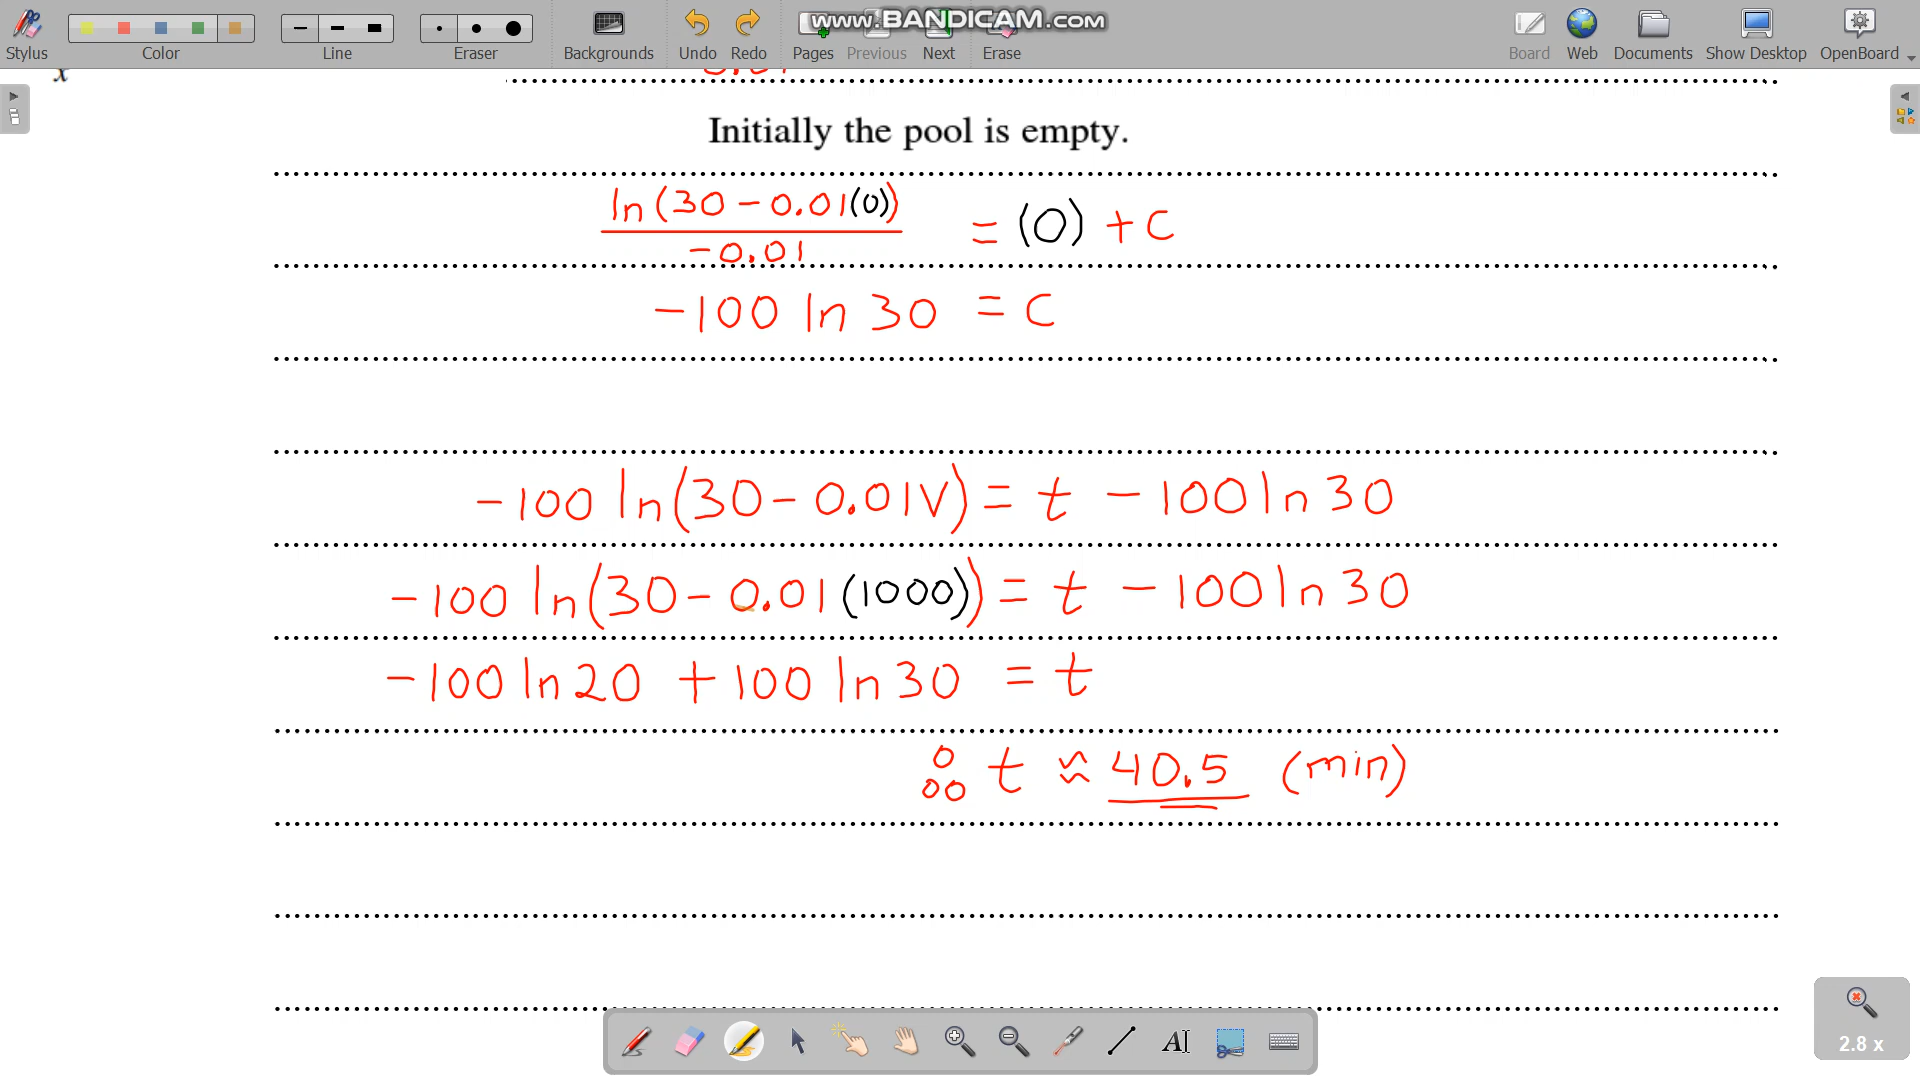 www.BANDICAM.com
Stylus Color Line Eraser Backgrounds Undo Redo Pages Previous Next Erase Board Web Documents Show Desktop OpenBoard
x
Initially the pool is empty.
ln(30 - 0.01(0))
-0.01
= (0) + C
-100 ln 30 = C
-100 ln(30 - 0.01V) = t - 100 ln 30
-100 ln(30 - 0.01(1000)) = t - 100 ln 30
-100 ln 20 + 100 ln 30 = t
∴ t ≈ 40.5 (min)
AI
2.8 x